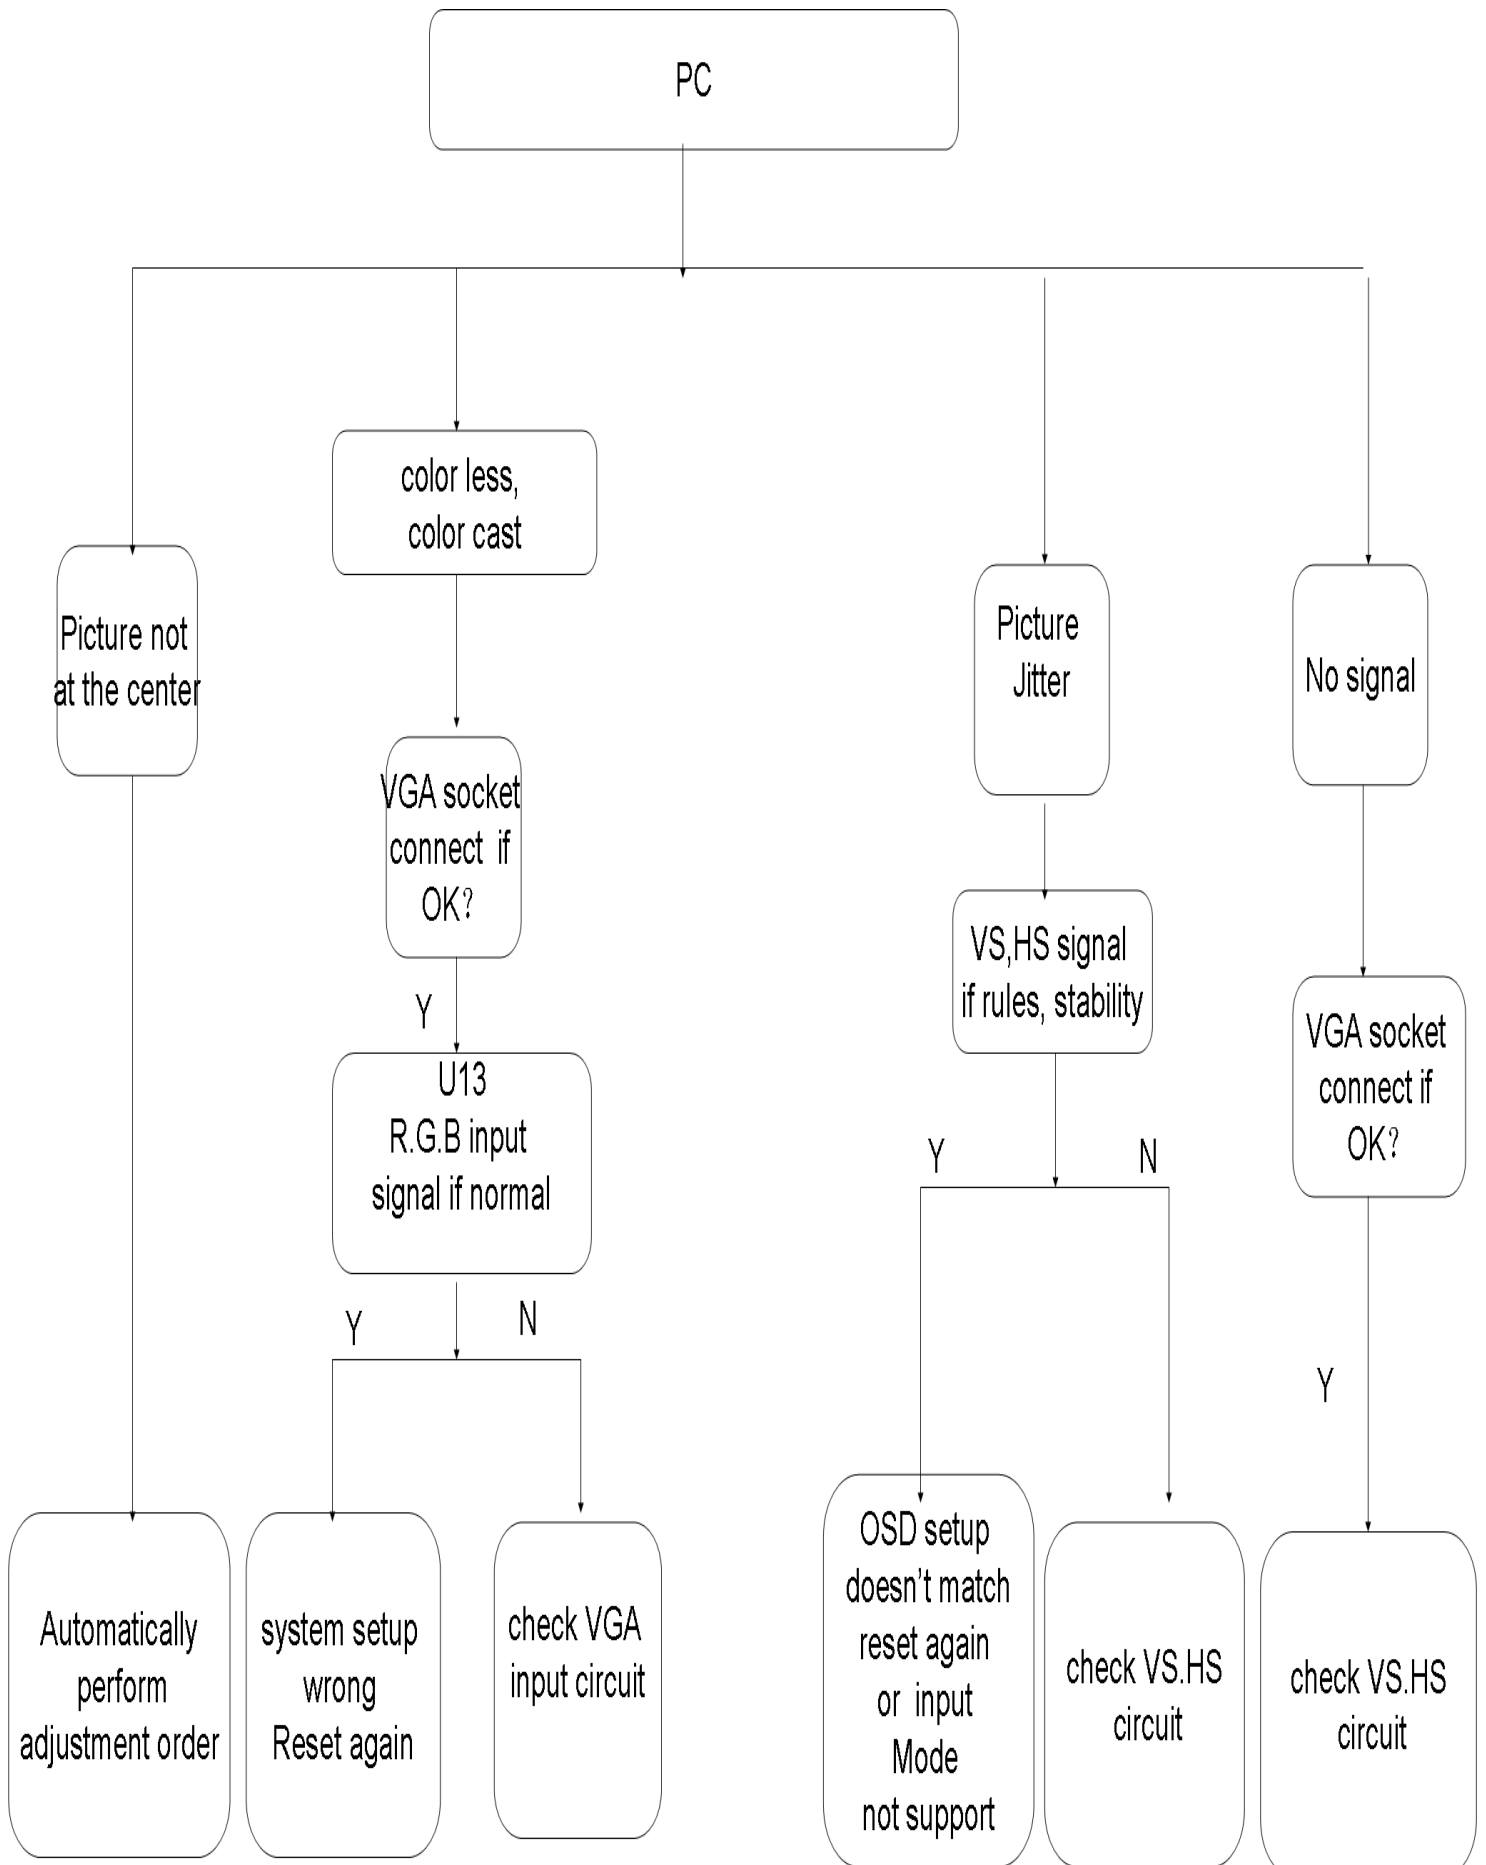 PC
color less,
color cast
Picture not
at the center
Picture
Jitter
No signal
VGA socket
connect  if
OK?
VS,HS signal
if rules, stability
Y
VGA socket
connect if
OK?
U13
R.G.B input
signal if normal
Y
N
Y
N
Y
Automatically
perform
adjustment order
system setup
wrong
Reset again
check VGA
input circuit
OSD setup
doesn't match
reset again
or  input
Mode
not support
check VS.HS
circuit
check VS.HS
circuit